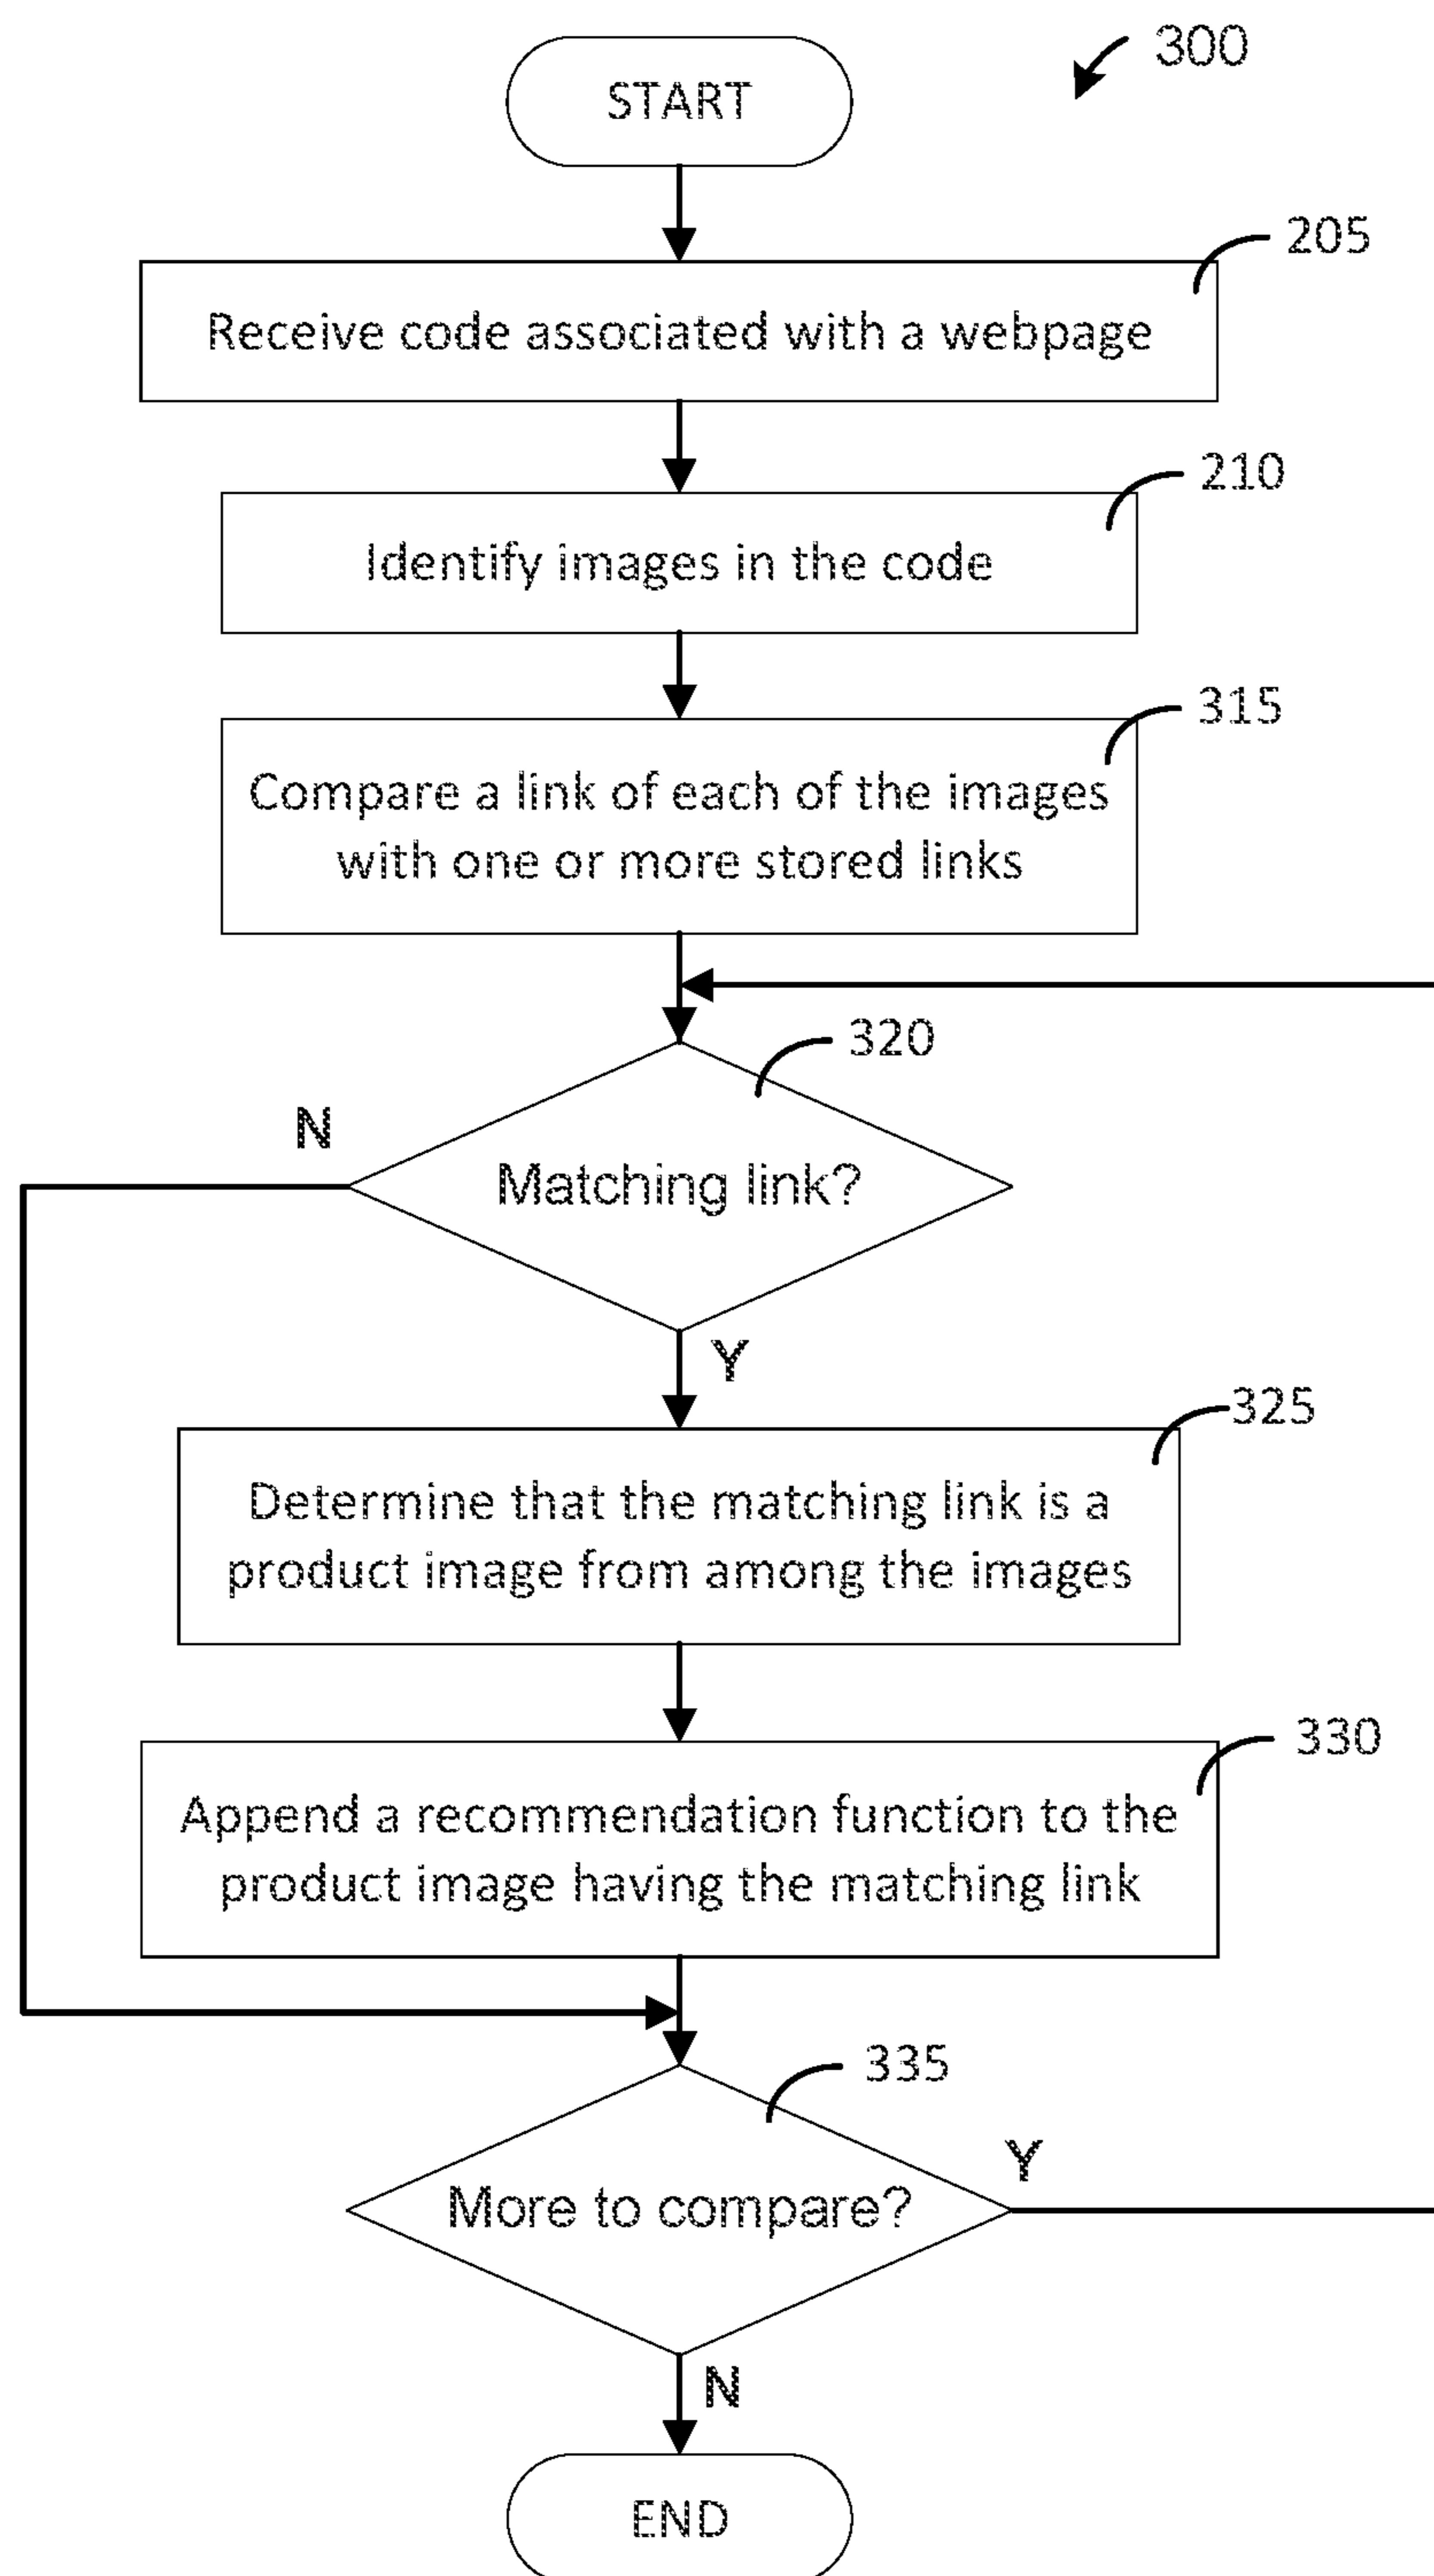 300
START
205
Receive code associated with a webpage
210
Identify images in the code
315
Compare a link of each of the images
with one or more stored links
320
N
Matching link?
Y
325
Determine that the matching link is a
product image from among the images
330
Append a recommendation function to the
product image having the matching link
335
Y
More to compare?
N
END